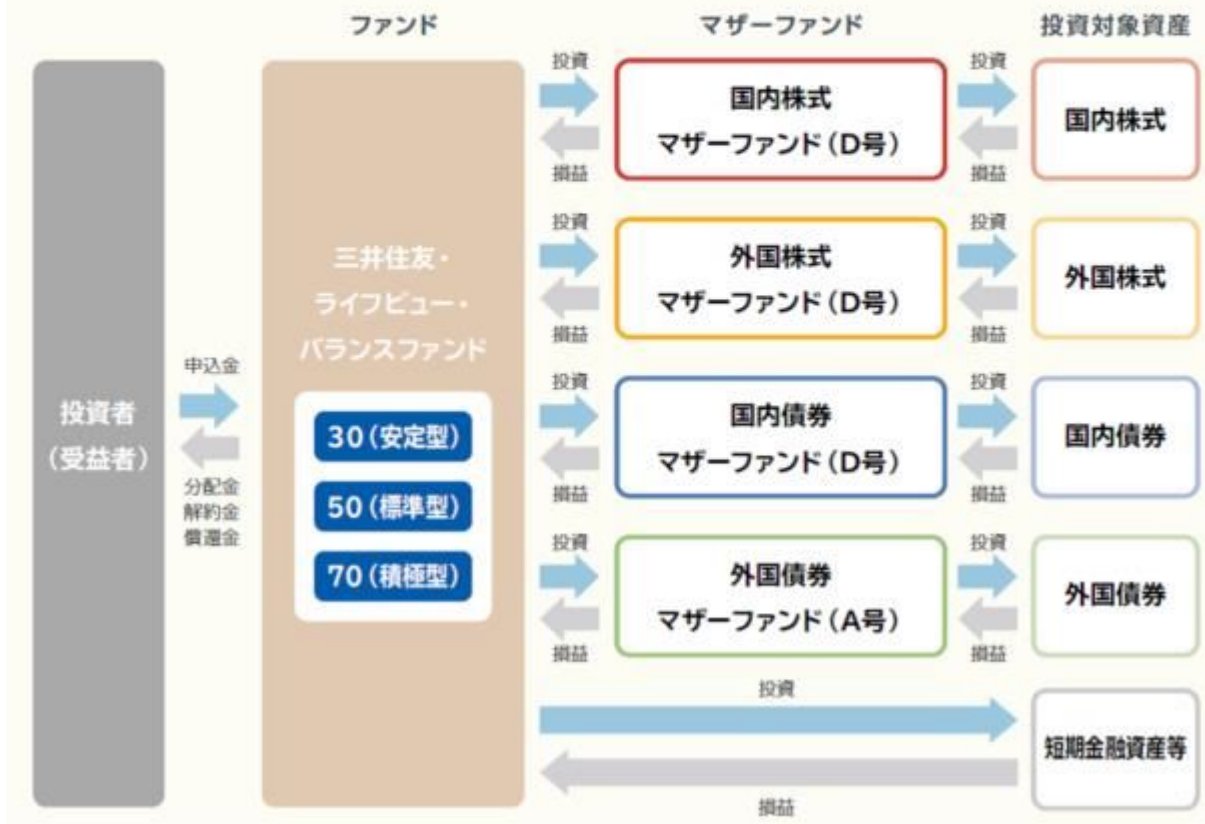 ファンド
マザーファンド
投資対象資産
投資者
（受益者）
申込金
分配金
解約金
償還金
三井住友・
ライフビュー・
バランスファンド
30（安定型）
50（標準型）
70（積極型）
投資
損益
国内株式
マザーファンド（D号）
投資
損益
国内株式
投資
損益
外国株式
マザーファンド（D号）
投資
損益
外国株式
投資
損益
国内債券
マザーファンド（D号）
投資
損益
国内債券
投資
損益
外国債券
マザーファンド（A号）
投資
損益
外国債券
投資
損益
短期金融資産等